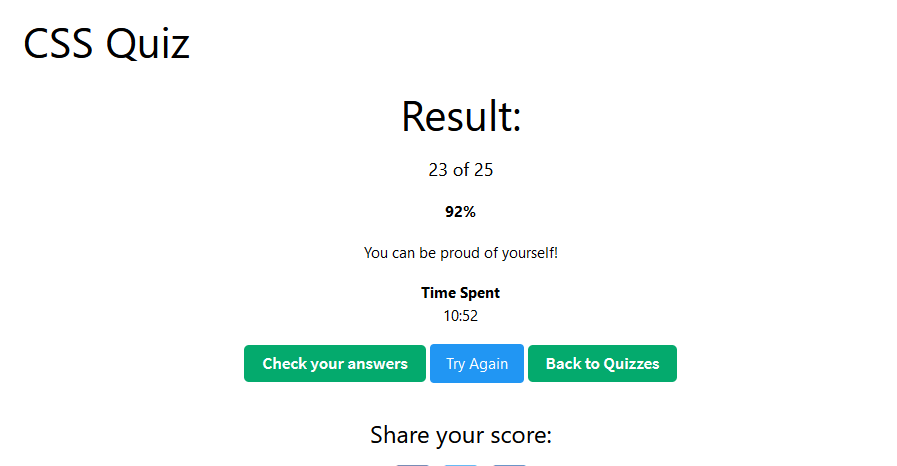 CSS Quiz
Result:
23 of 25
92%
You can be proud of yourself!
Time Spent
10:52
Check your answers Try Again Back to Quizzes
Share your score: